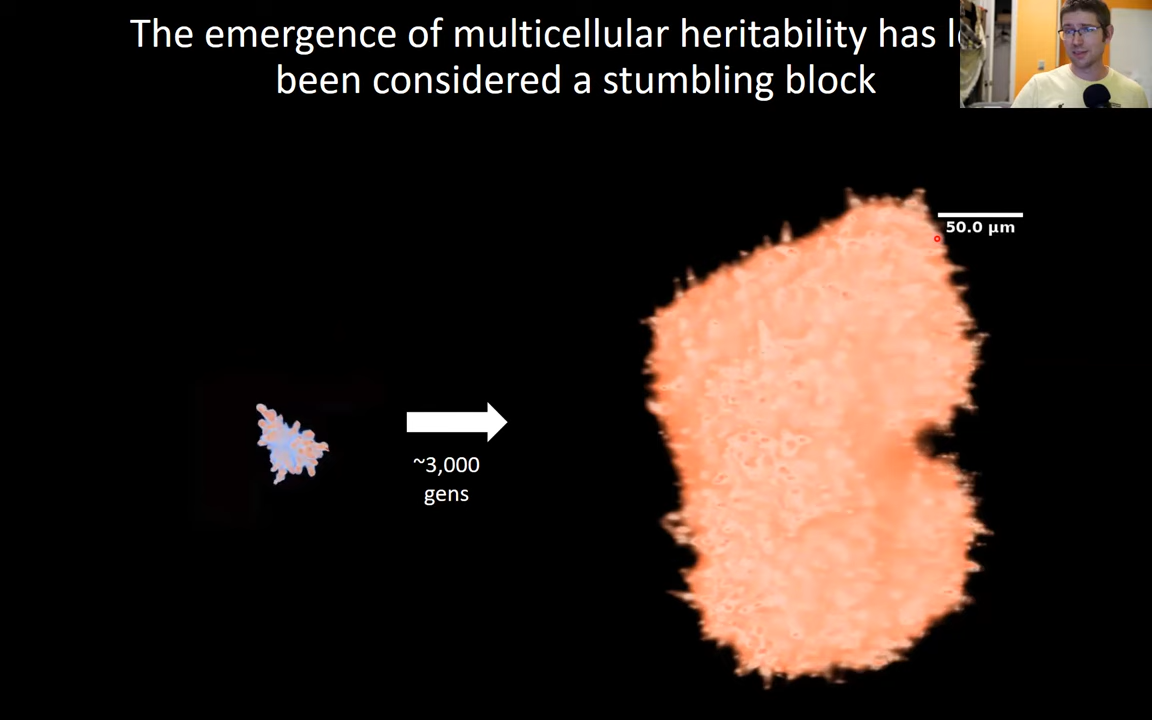 The emergence of multicellular heritability has
been considered a stumbling block
50.0 μm
~3,000
gens